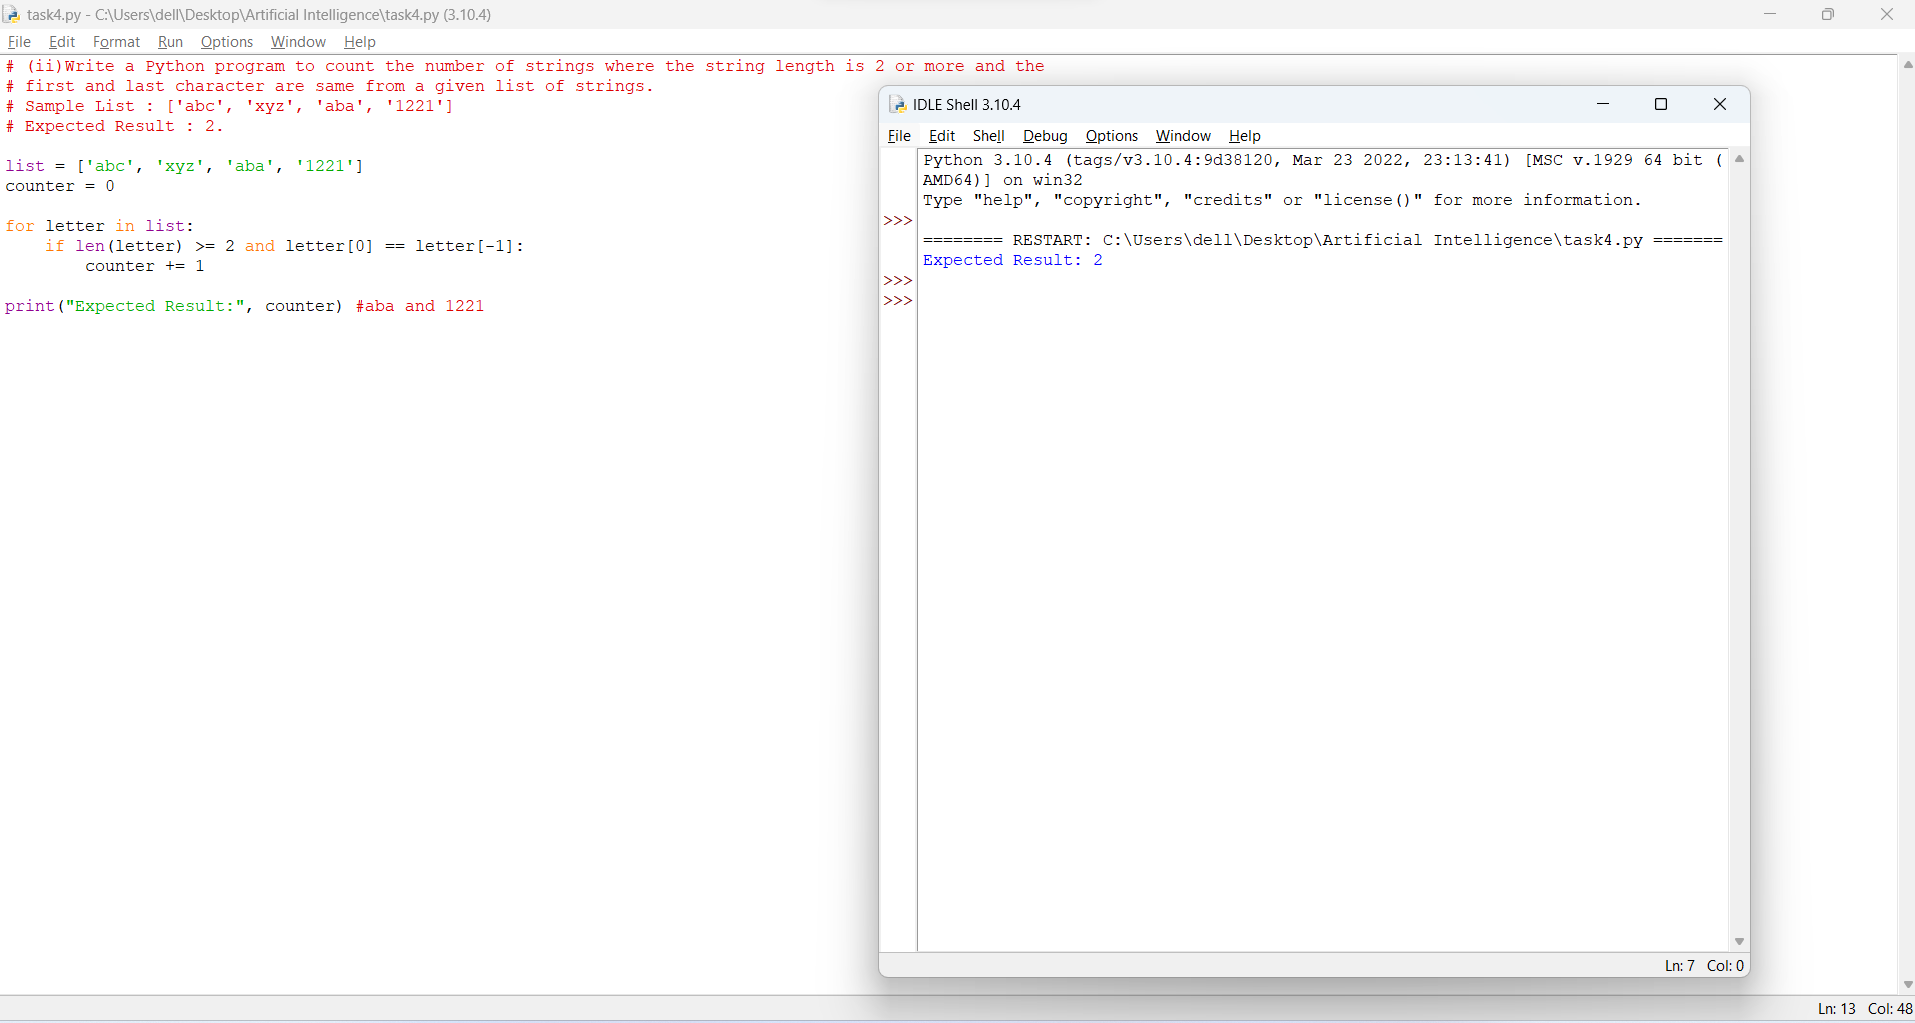 task4.py - C:\Users\dell\Desktop\Artificial Intelligence\task4.py (3.10.4)
File Edit Format Run Options Window Help
# (ii)Write a Python program to count the number of strings where the string length is 2 or more and the
# first and last character are same from a given list of strings.
# Sample List : ['abc', 'xyz', 'aba', '1221']
# Expected Result : 2.
list = ['abc', 'xyz', 'aba', '1221']
counter = 0
for letter in list:
    if len(letter) >= 2 and letter[0] == letter[-1]:
        counter += 1
print("Expected Result:", counter) #aba and 1221
Ln: 13 Col: 48
IDLE Shell 3.10.4
File Edit Shell Debug Options Window Help
Python 3.10.4 (tags/v3.10.4:9d38120, Mar 23 2022, 23:13:41) [MSC v.1929 64 bit (
AMD64)] on win32
Type "help", "copyright", "credits" or "license()" for more information.
>>>
======== RESTART: C:\Users\dell\Desktop\Artificial Intelligence\task4.py =======
Expected Result: 2
>>>
>>>
Ln: 7 Col: 0